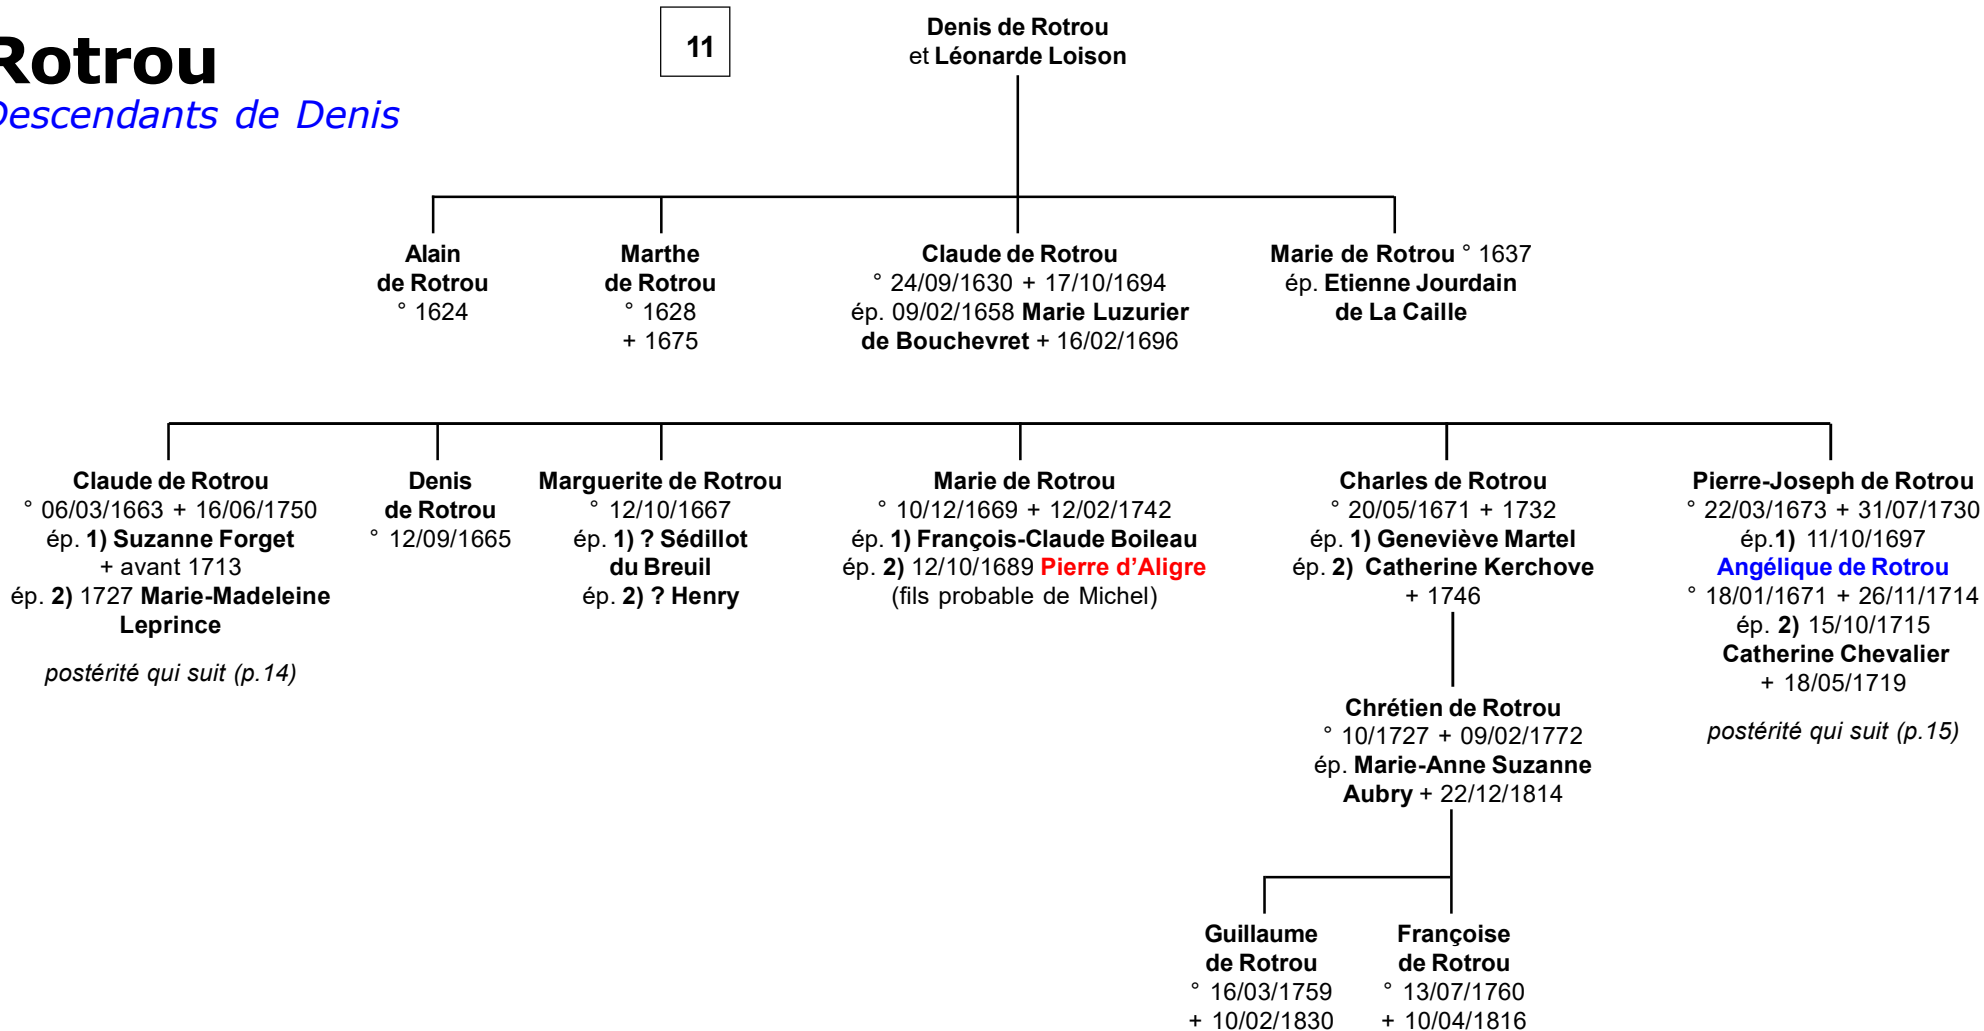 Rotrou
Descendants de Denis
11
Denis de Rotrou
et Léonarde Loison
Alain
de Rotrou
° 1624
Marthe
de Rotrou
° 1628
+ 1675
Claude de Rotrou
° 24/09/1630 + 17/10/1694
ép. 09/02/1658 Marie Luzurier
de Bouchevret + 16/02/1696
Marie de Rotrou ° 1637
ép. Etienne Jourdain
de La Caille
Claude de Rotrou
° 06/03/1663 + 16/06/1750
ép. 1) Suzanne Forget
+ avant 1713
ép. 2) 1727 Marie-Madeleine
Leprince
postérité qui suit (p.14)
Denis
de Rotrou
° 12/09/1665
Marguerite de Rotrou
° 12/10/1667
ép. 1) ? Sédillot
du Breuil
ép. 2) ? Henry
Marie de Rotrou
° 10/12/1669 + 12/02/1742
ép. 1) François-Claude Boileau
ép. 2) 12/10/1689 Pierre d’Aligre
(fils probable de Michel)
Charles de Rotrou
° 20/05/1671 + 1732
ép. 1) Geneviève Martel
ép. 2) Catherine Kerchove
+ 1746
Pierre-Joseph de Rotrou
° 22/03/1673 + 31/07/1730
ép.1) 11/10/1697
Angélique de Rotrou
° 18/01/1671 + 26/11/1714
ép. 2) 15/10/1715
Catherine Chevalier
+ 18/05/1719
postérité qui suit (p.15)
Chrétien de Rotrou
° 10/1727 + 09/02/1772
ép. Marie-Anne Suzanne
Aubry + 22/12/1814
Guillaume
de Rotrou
° 16/03/1759
+ 10/02/1830
Françoise
de Rotrou
° 13/07/1760
+ 10/04/1816